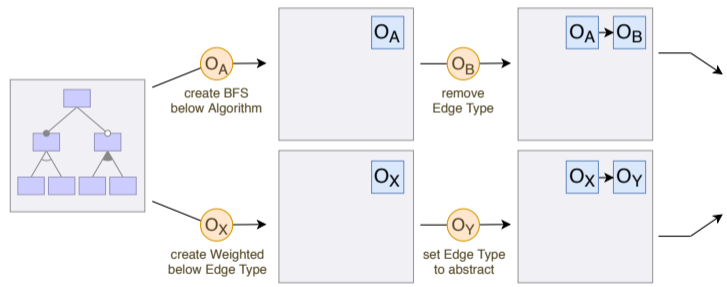 OA
OA
create BFS
below Algorithm
OB
remove
Edge Type
OA OB
OX
create Weighted
below Edge Type
OX
OY
set Edge Type
to abstract
OX OY